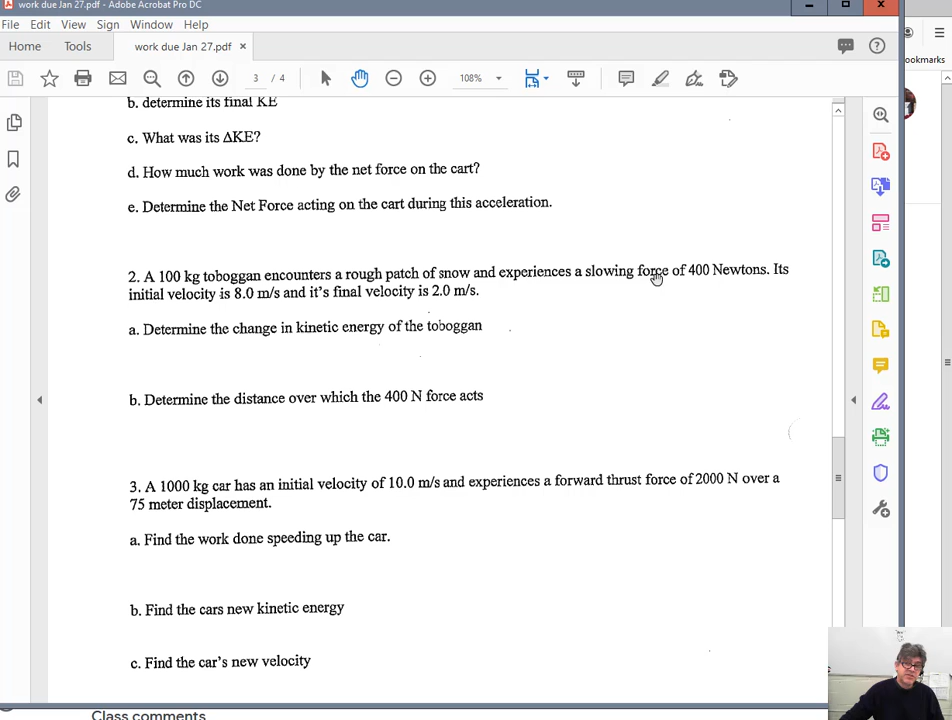 work due Jan 27.pdf - Adobe Acrobat Pro DC
File Edit View Sign Window Help
Home Tools work due Jan 27.pdf ×
3 / 4 108%
ookmarks
b. determine its final KE
c. What was its ΔKE?
d. How much work was done by the net force on the cart?
e. Determine the Net Force acting on the cart during this acceleration.
2. A 100 kg toboggan encounters a rough patch of snow and experiences a slowing force of 400 Newtons. Its
initial velocity is 8.0 m/s and it's final velocity is 2.0 m/s.
a. Determine the change in kinetic energy of the toboggan
b. Determine the distance over which the 400 N force acts
3. A 1000 kg car has an initial velocity of 10.0 m/s and experiences a forward thrust force of 2000 N over a
75 meter displacement.
a. Find the work done speeding up the car.
b. Find the cars new kinetic energy
c. Find the car's new velocity
Class comments